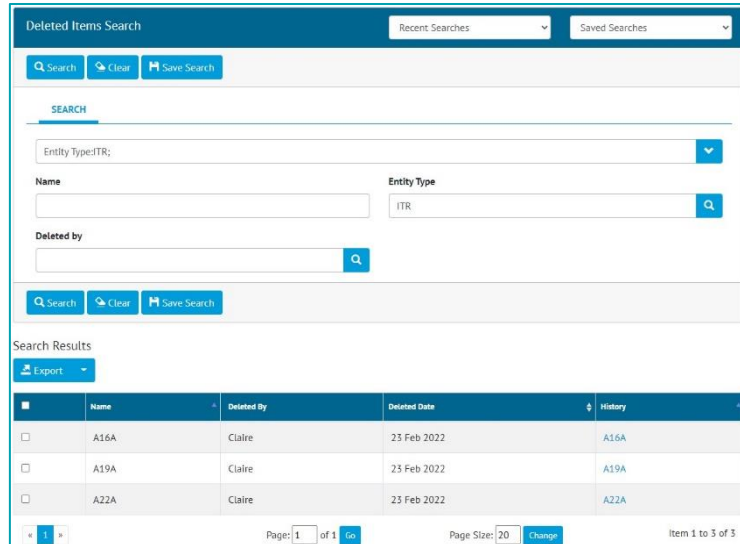 Deleted Items Search Recent Searches Saved Searches
Search Clear Save Search
SEARCH
Entity Type:ITR;
Name Entity Type
ITR
Deleted by
Search Clear Save Search
Search Results
Export
Name Deleted By Deleted Date History
A16A Claire 23 Feb 2022 A16A
A19A Claire 23 Feb 2022 A19A
A22A Claire 23 Feb 2022 A22A
« 1 » Page: 1 of 1 Go Page Size: 20 Change Item 1 to 3 of 3